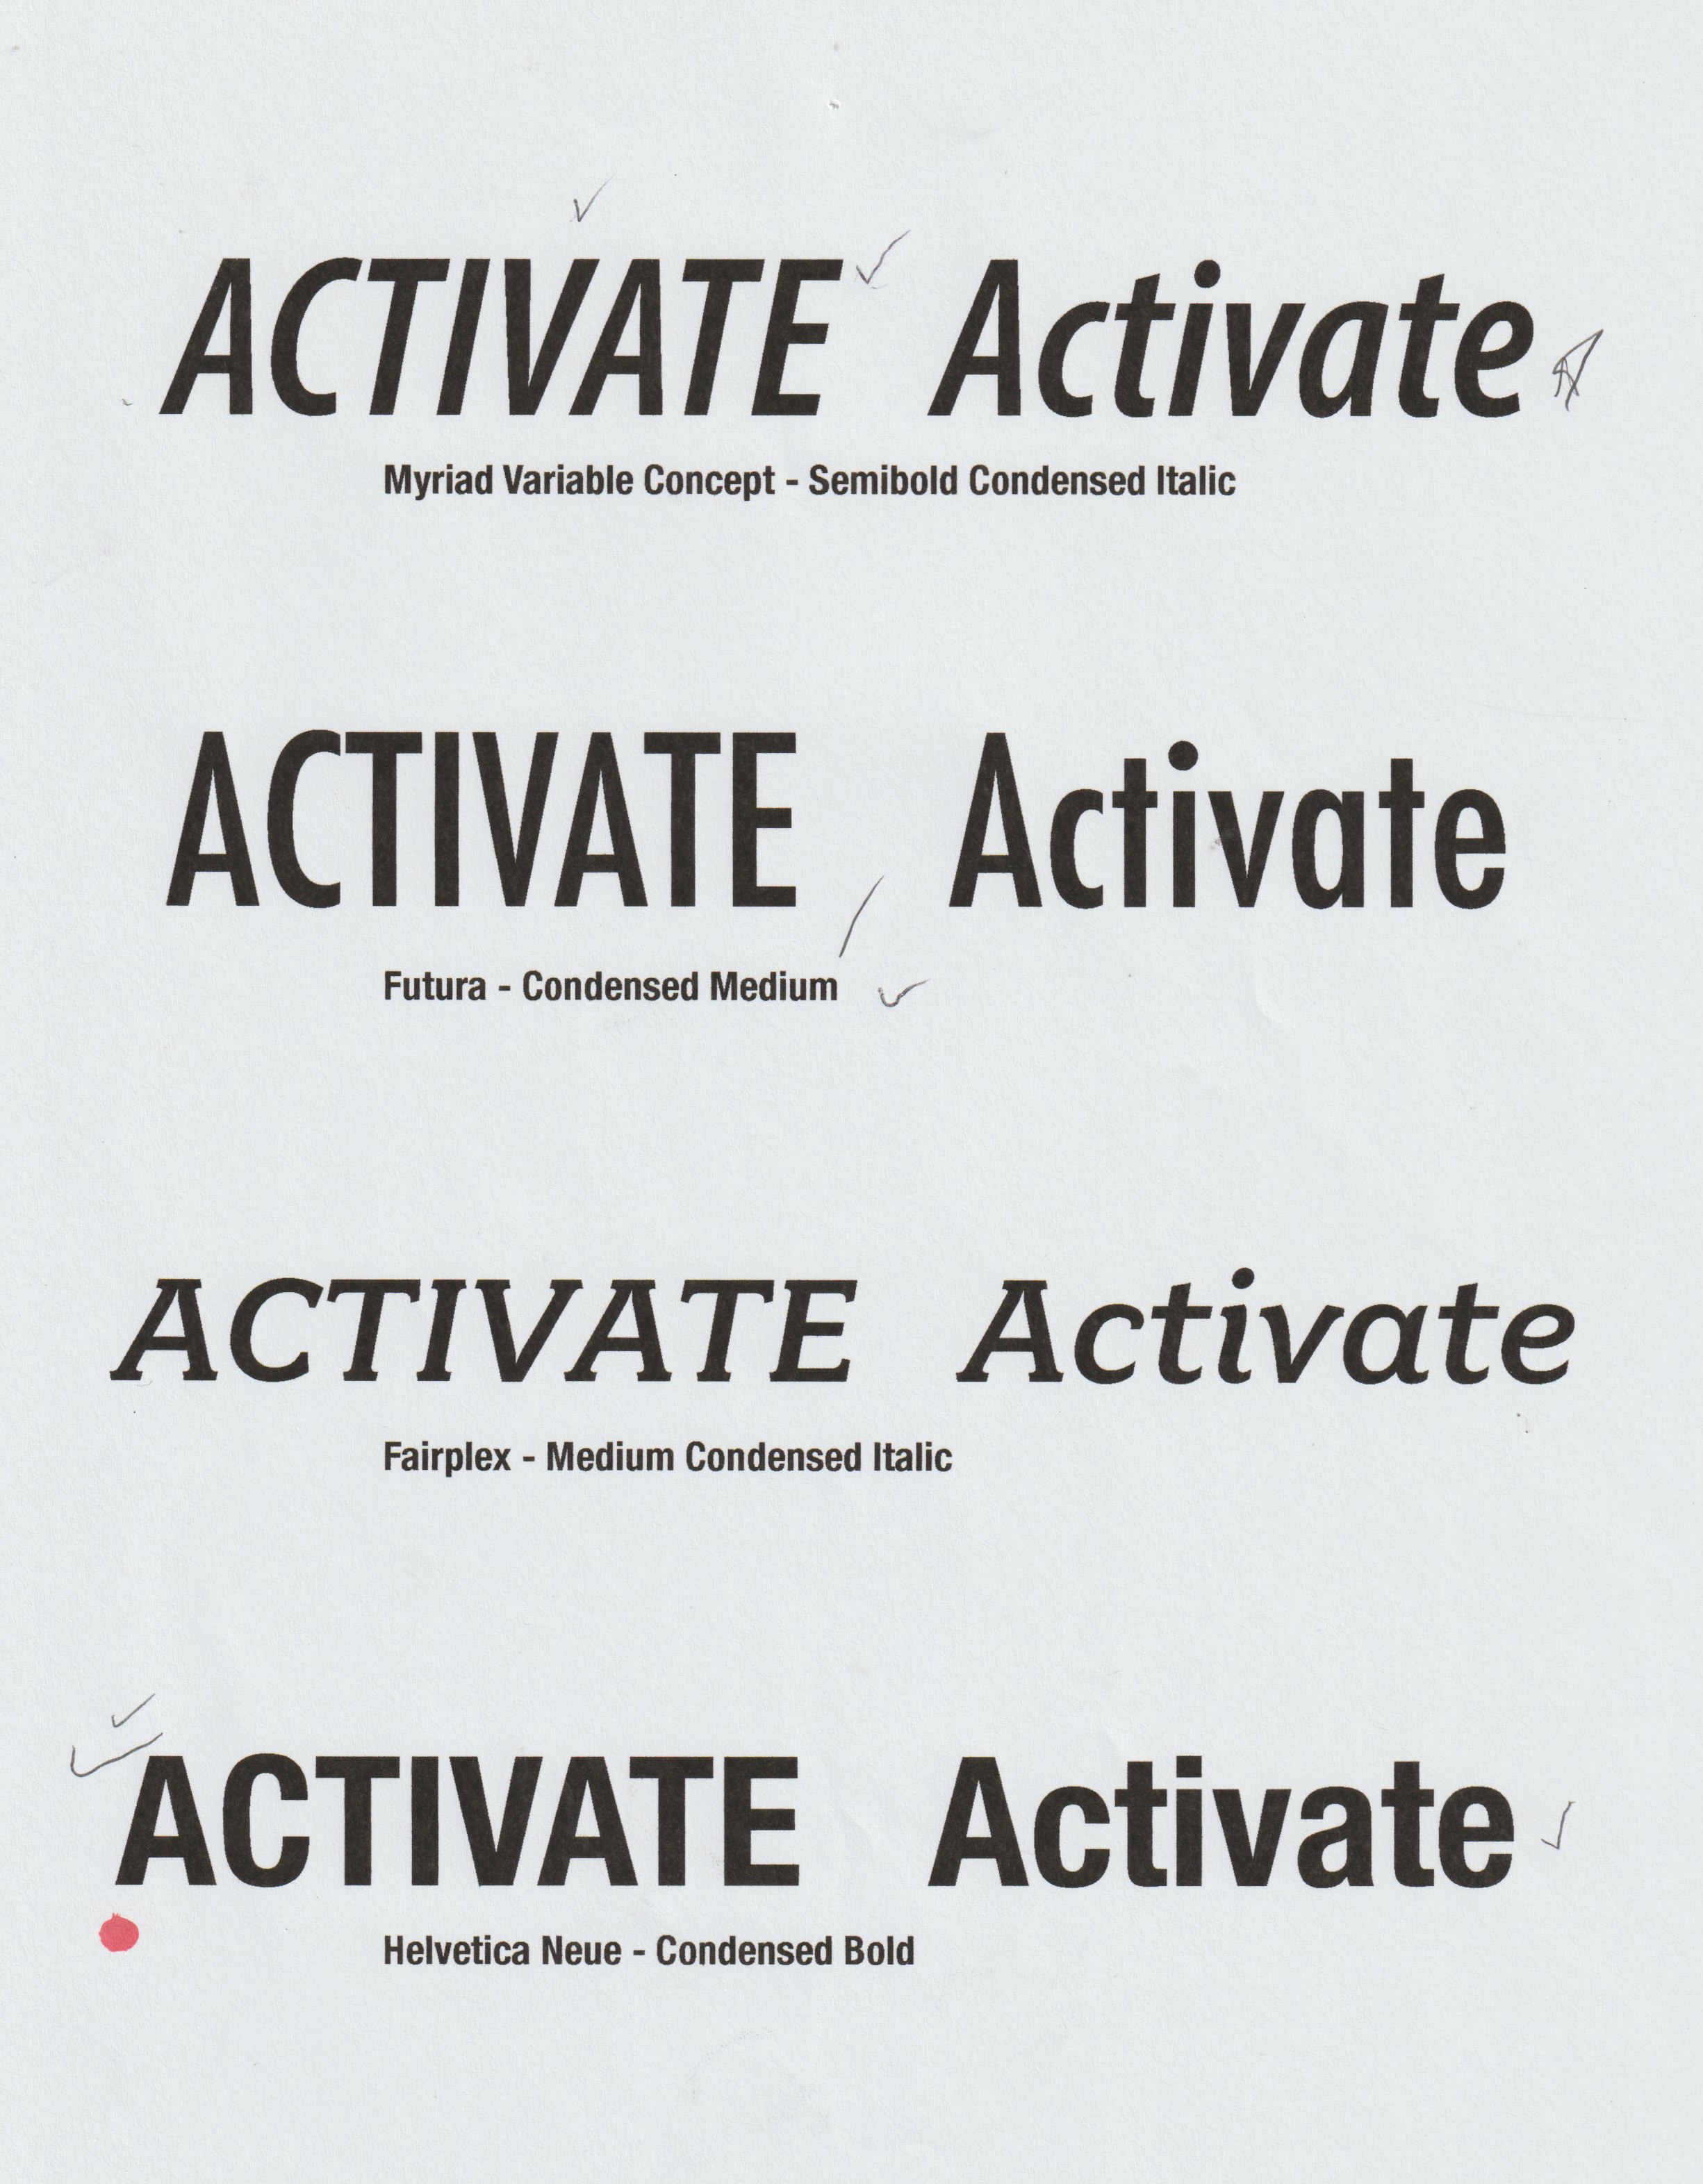 ACTIVATE Activate
Myriad Variable Concept - Semibold Condensed Italic
ACTIVATE Activate
Futura - Condensed Medium
ACTIVATE Activate
Fairplex - Medium Condensed Italic
ACTIVATE Activate
Helvetica Neue - Condensed Bold